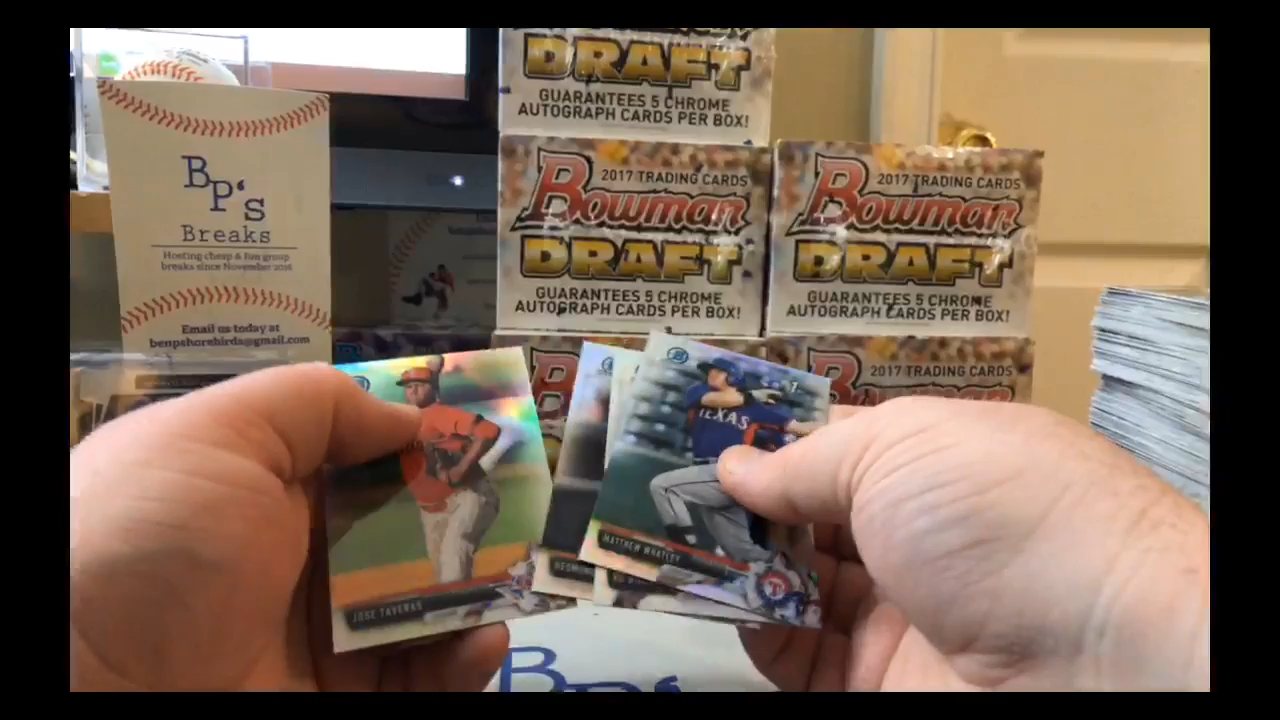 DRAFT
GUARANTEES 5 CHROME
AUTOGRAPH CARDS PER BOX!
BP's
Breaks
Hosting cheap & fun group
breaks since November 2016
Email us today at
benpshorebirds@gmail.com
2017 TRADING CARDS
Bowman
DRAFT
GUARANTEES 5 CHROME
AUTOGRAPH CARDS PER BOX!
2017 TRADING CARDS
Bowman
DRAFT
GUARANTEES 5 CHROME
AUTOGRAPH CARDS PER BOX!
2017 TRADING CARDS
TEXAS
MATTHEW WHATLEY
JOSE TAVERAS
BP's